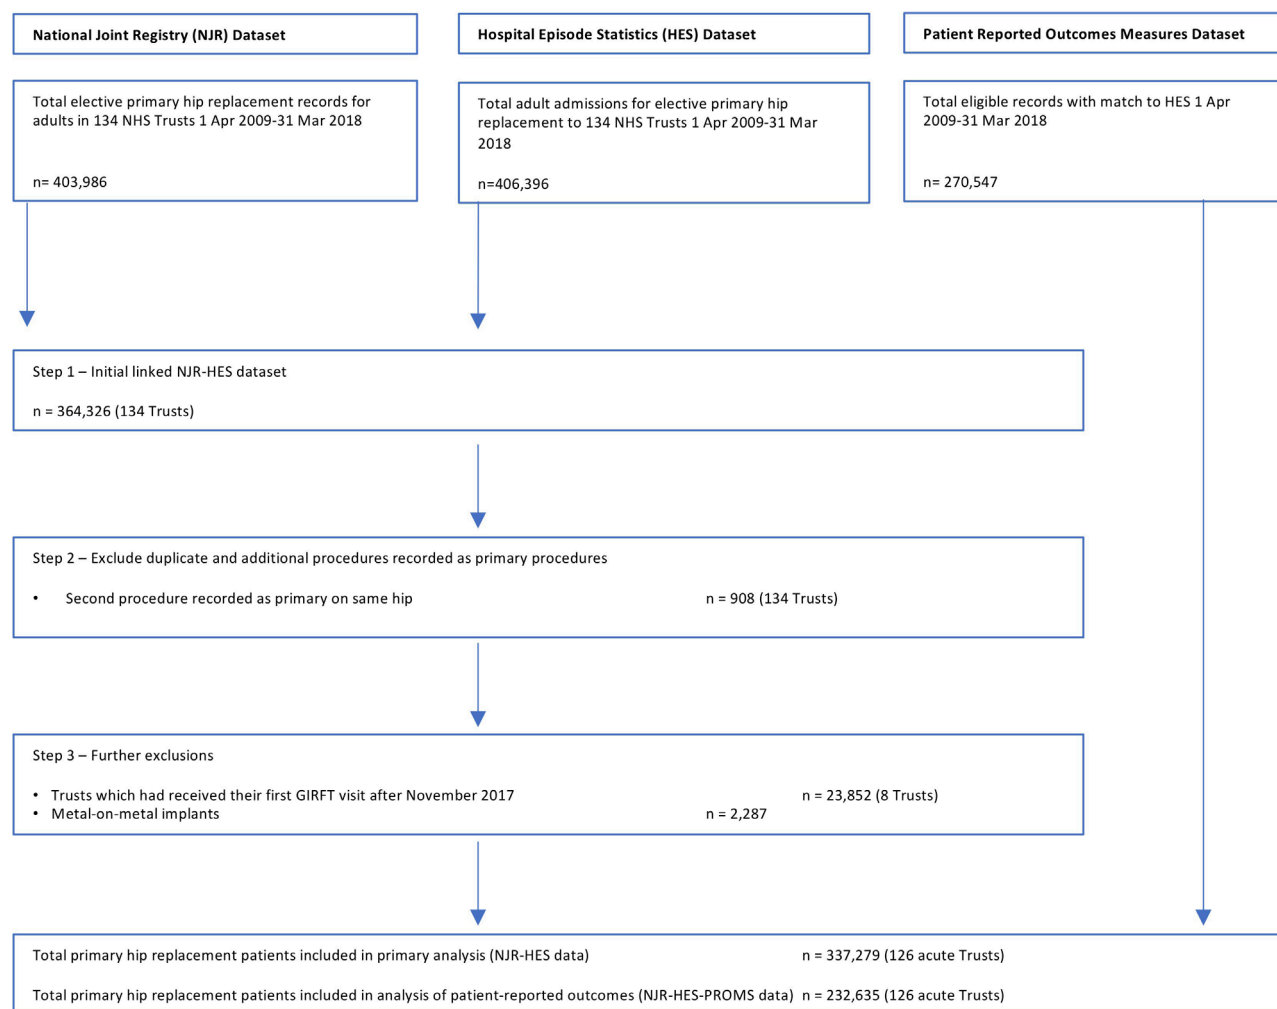 National Joint Registry (NJR) Dataset
Total elective primary hip replacement records for
adults in 134 NHS Trusts 1 Apr 2009-31 Mar 2018
n= 403,986
Hospital Episode Statistics (HES) Dataset
Total adult admissions for elective primary hip
replacement to 134 NHS Trusts 1 Apr 2009-31 Mar
2018
n=406,396
Patient Reported Outcomes Measures Dataset
Total eligible records with match to HES 1 Apr
2009-31 Mar 2018
n= 270,547
Step 1 – Initial linked NJR-HES dataset
n = 364,326 (134 Trusts)
Step 2 – Exclude duplicate and additional procedures recorded as primary procedures
• Second procedure recorded as primary on same hip n = 908 (134 Trusts)
Step 3 – Further exclusions
• Trusts which had received their first GIRFT visit after November 2017 n = 23,852 (8 Trusts)
• Metal-on-metal implants n = 2,287
Total primary hip replacement patients included in primary analysis (NJR-HES data) n = 337,279 (126 acute Trusts)
Total primary hip replacement patients included in analysis of patient-reported outcomes (NJR-HES-PROMS data) n = 232,635 (126 acute Trusts)